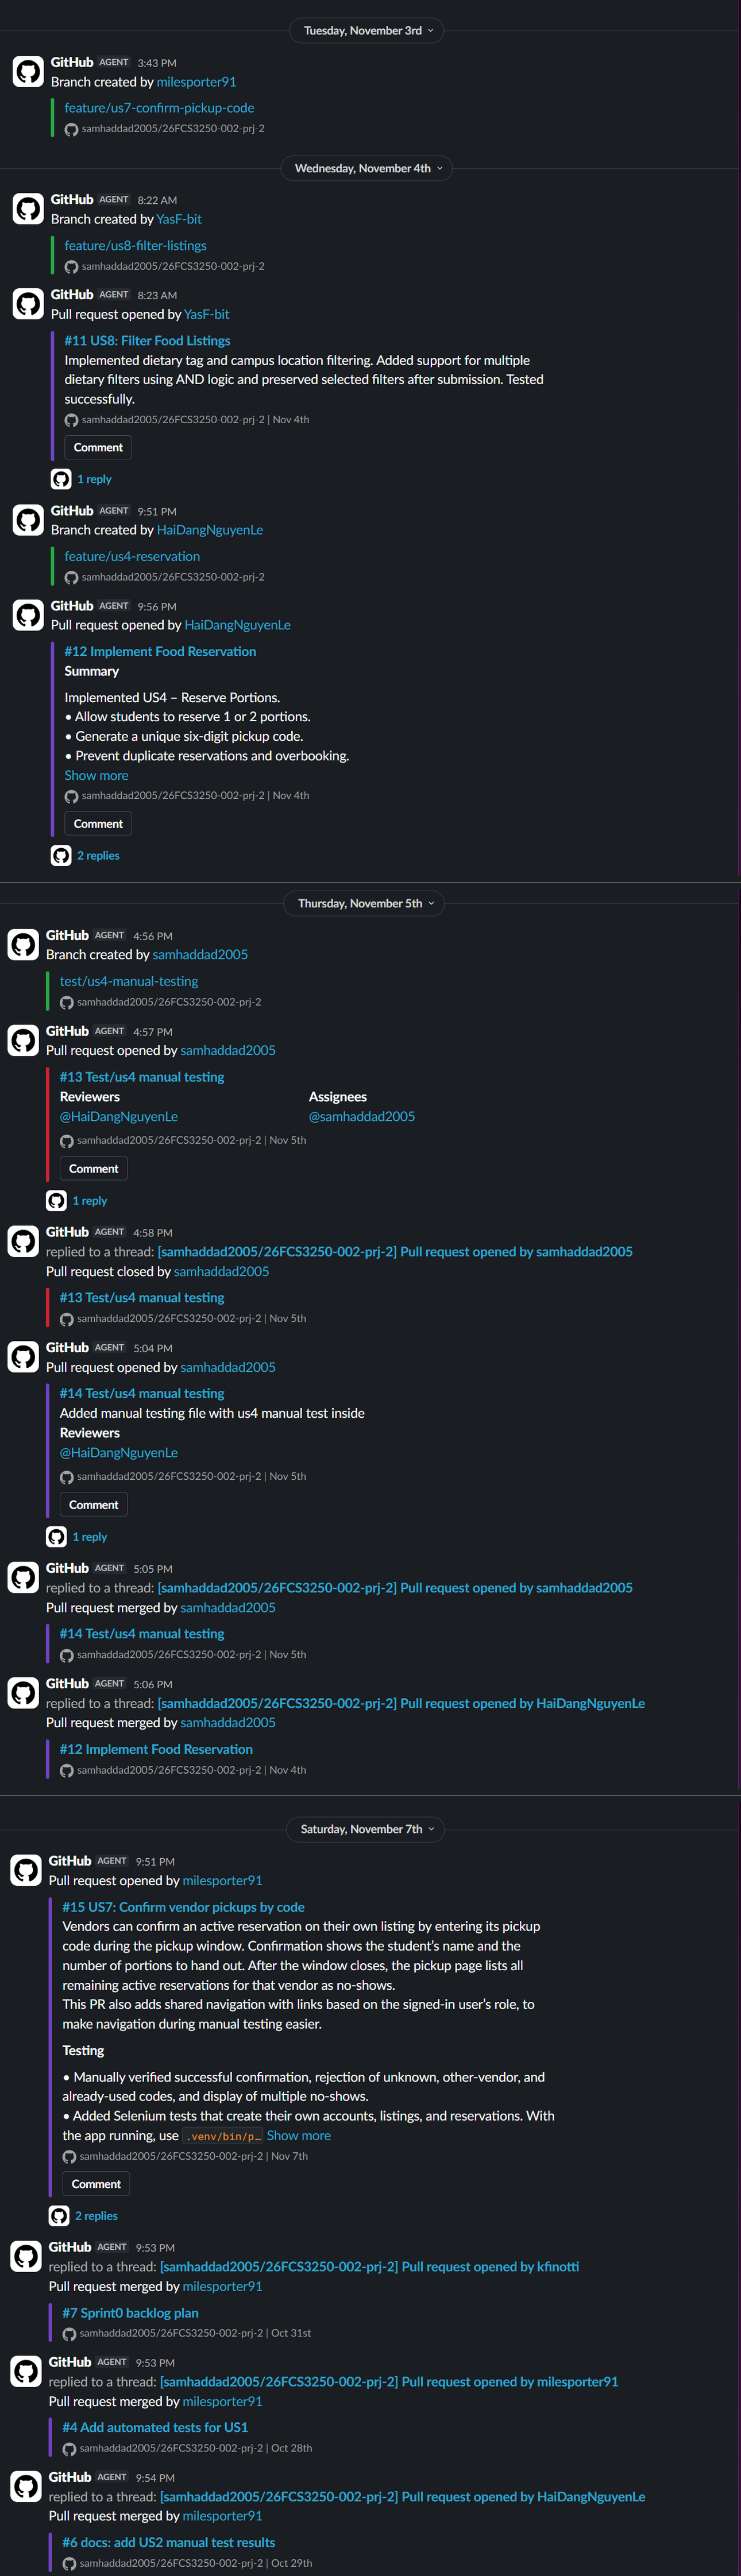 Tuesday, November 3rd
GitHub AGENT 3:43 PM
Branch created by milesporter91
feature/us7-confirm-pickup-code
samhaddad2005/26FCS3250-002-prj-2
Wednesday, November 4th
GitHub AGENT 8:22 AM
Branch created by YasF-bit
feature/us8-filter-listings
samhaddad2005/26FCS3250-002-prj-2
GitHub AGENT 8:23 AM
Pull request opened by YasF-bit
#11 US8: Filter Food Listings
Implemented dietary tag and campus location filtering. Added support for multiple
dietary filters using AND logic and preserved selected filters after submission. Tested
successfully.
samhaddad2005/26FCS3250-002-prj-2 | Nov 4th
Comment
1 reply
GitHub AGENT 9:51 PM
Branch created by HaiDangNguyenLe
feature/us4-reservation
samhaddad2005/26FCS3250-002-prj-2
GitHub AGENT 9:56 PM
Pull request opened by HaiDangNguyenLe
#12 Implement Food Reservation
Summary
Implemented US4 – Reserve Portions.
• Allow students to reserve 1 or 2 portions.
• Generate a unique six-digit pickup code.
• Prevent duplicate reservations and overbooking.
Show more
samhaddad2005/26FCS3250-002-prj-2 | Nov 4th
Comment
2 replies
Thursday, November 5th
GitHub AGENT 4:56 PM
Branch created by samhaddad2005
test/us4-manual-testing
samhaddad2005/26FCS3250-002-prj-2
GitHub AGENT 4:57 PM
Pull request opened by samhaddad2005
#13 Test/us4 manual testing
Reviewers Assignees
@HaiDangNguyenLe @samhaddad2005
samhaddad2005/26FCS3250-002-prj-2 | Nov 5th
Comment
1 reply
GitHub AGENT 4:58 PM
replied to a thread: [samhaddad2005/26FCS3250-002-prj-2] Pull request opened by samhaddad2005
Pull request closed by samhaddad2005
#13 Test/us4 manual testing
samhaddad2005/26FCS3250-002-prj-2 | Nov 5th
GitHub AGENT 5:04 PM
Pull request opened by samhaddad2005
#14 Test/us4 manual testing
Added manual testing file with us4 manual test inside
Reviewers
@HaiDangNguyenLe
samhaddad2005/26FCS3250-002-prj-2 | Nov 5th
Comment
1 reply
GitHub AGENT 5:05 PM
replied to a thread: [samhaddad2005/26FCS3250-002-prj-2] Pull request opened by samhaddad2005
Pull request merged by samhaddad2005
#14 Test/us4 manual testing
samhaddad2005/26FCS3250-002-prj-2 | Nov 5th
GitHub AGENT 5:06 PM
replied to a thread: [samhaddad2005/26FCS3250-002-prj-2] Pull request opened by HaiDangNguyenLe
Pull request merged by samhaddad2005
#12 Implement Food Reservation
samhaddad2005/26FCS3250-002-prj-2 | Nov 4th
Saturday, November 7th
GitHub AGENT 9:51 PM
Pull request opened by milesporter91
#15 US7: Confirm vendor pickups by code
Vendors can confirm an active reservation on their own listing by entering its pickup
code during the pickup window. Confirmation shows the student's name and the
number of portions to hand out. After the window closes, the pickup page lists all
remaining active reservations for that vendor as no-shows.
This PR also adds shared navigation with links based on the signed-in user's role, to
make navigation during manual testing easier.
Testing
• Manually verified successful confirmation, rejection of unknown, other-vendor, and
already-used codes, and display of multiple no-shows.
• Added Selenium tests that create their own accounts, listings, and reservations. With
the app running, use .venv/bin/p… Show more
samhaddad2005/26FCS3250-002-prj-2 | Nov 7th
Comment
2 replies
GitHub AGENT 9:53 PM
replied to a thread: [samhaddad2005/26FCS3250-002-prj-2] Pull request opened by kfinotti
Pull request merged by milesporter91
#7 Sprint0 backlog plan
samhaddad2005/26FCS3250-002-prj-2 | Oct 31st
GitHub AGENT 9:53 PM
replied to a thread: [samhaddad2005/26FCS3250-002-prj-2] Pull request opened by milesporter91
Pull request merged by milesporter91
#4 Add automated tests for US1
samhaddad2005/26FCS3250-002-prj-2 | Oct 28th
GitHub AGENT 9:54 PM
replied to a thread: [samhaddad2005/26FCS3250-002-prj-2] Pull request opened by HaiDangNguyenLe
Pull request merged by milesporter91
#6 docs: add US2 manual test results
samhaddad2005/26FCS3250-002-prj-2 | Oct 29th